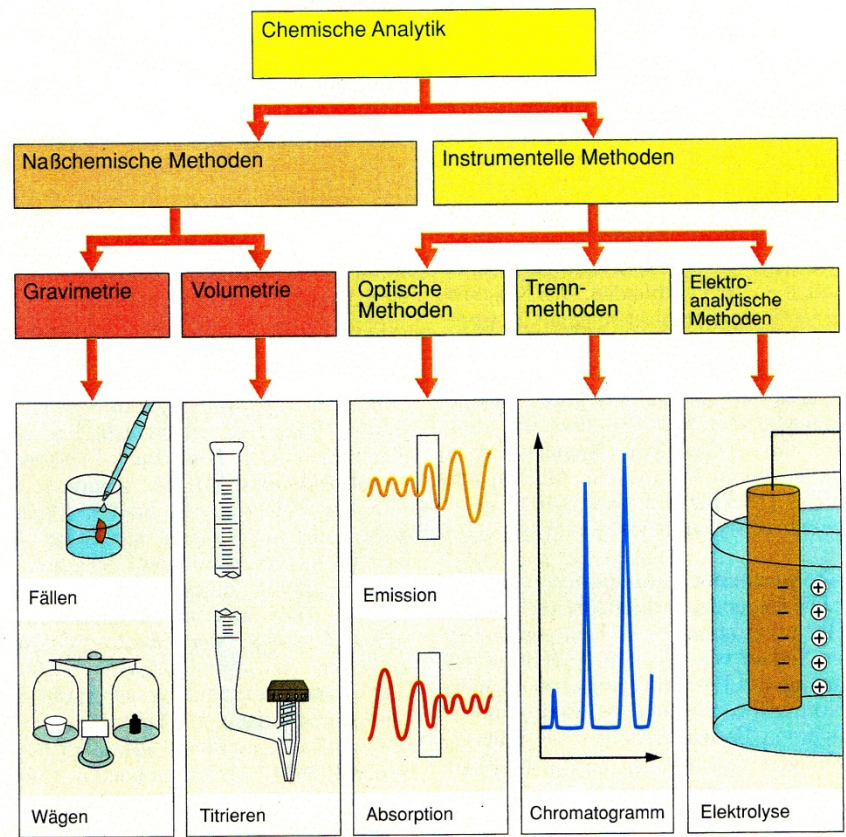 Chemische Analytik
Naßchemische Methoden
Instrumentelle Methoden
Gravimetrie
Volumetrie
Optische
Methoden
Trenn-
methoden
Elektro-
analytische
Methoden
Fällen
Wägen
Titrieren
Emission
Absorption
Chromatogramm
Elektrolyse